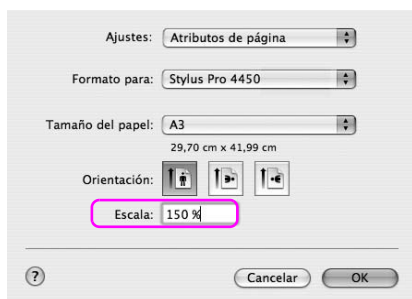 Ajustes: Atributos de página
Formato para: Stylus Pro 4450
Tamaño del papel: A3
29,70 cm x 41,99 cm
Orientación:
Escala: 150 %
?
Cancelar OK